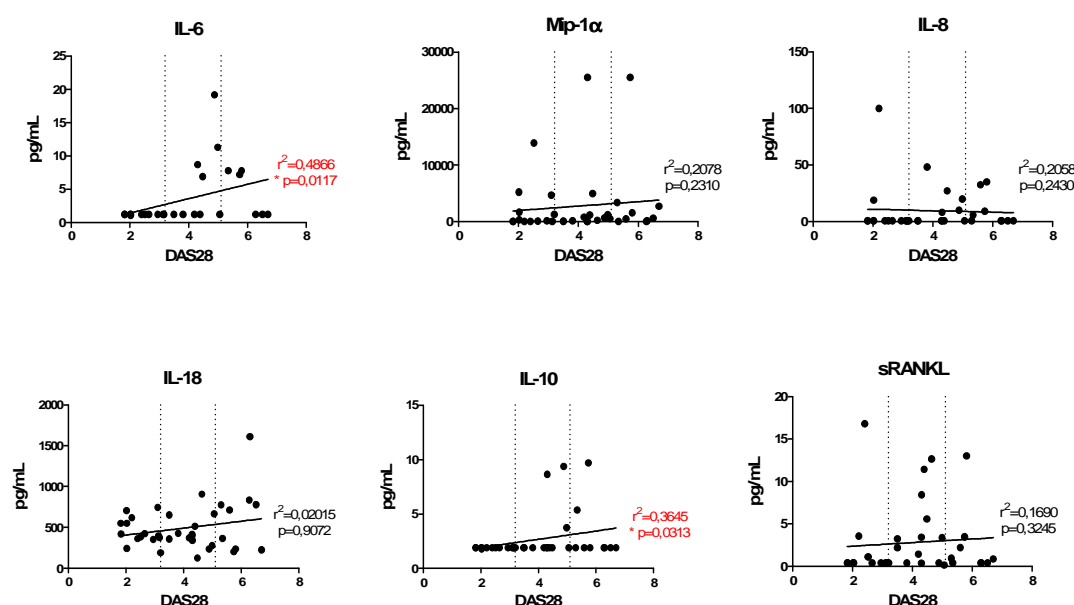 IL-6
pg/mL
25
20
15
10
5
0
0 2 4 6 8
DAS28
r²=0,4866
* p=0,0117
Mip-1α
pg/mL
30000
20000
10000
0
0 2 4 6 8
DAS28
r²=0,2078
p=0,2310
IL-8
pg/mL
150
100
50
0
0 2 4 6 8
DAS28
r²=0,2058
p=0,2430
IL-18
pg/mL
2000
1500
1000
500
0
0 2 4 6 8
DAS28
r²=0,02015
p=0,9072
IL-10
pg/mL
15
10
5
0
0 2 4 6 8
DAS28
r²=0,3645
* p=0,0313
sRANKL
pg/mL
20
15
10
5
0
0 2 4 6 8
DAS28
r²=0,1690
p=0,3245